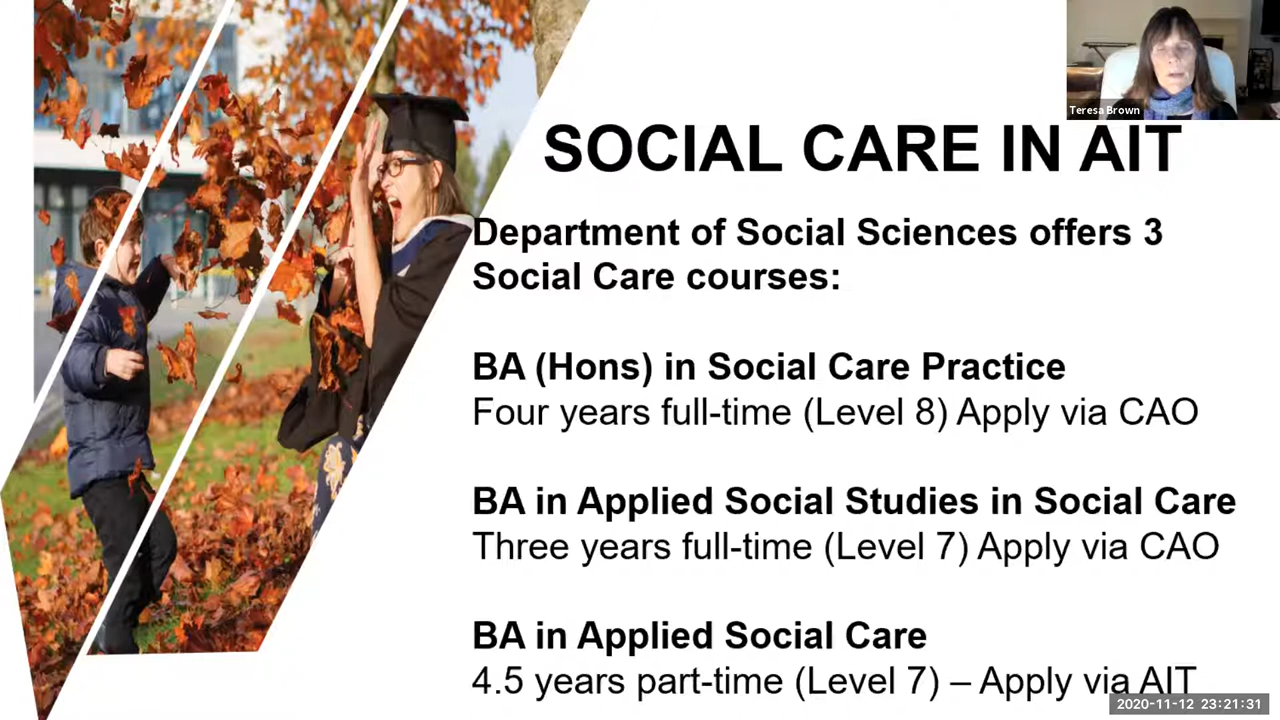 Teresa Brown
SOCIAL CARE IN AIT
Department of Social Sciences offers 3
Social Care courses:
BA (Hons) in Social Care Practice
Four years full-time (Level 8) Apply via CAO
BA in Applied Social Studies in Social Care
Three years full-time (Level 7) Apply via CAO
BA in Applied Social Care
4.5 years part-time (Level 7) – Apply via AIT
2020-11-12 23:21:31